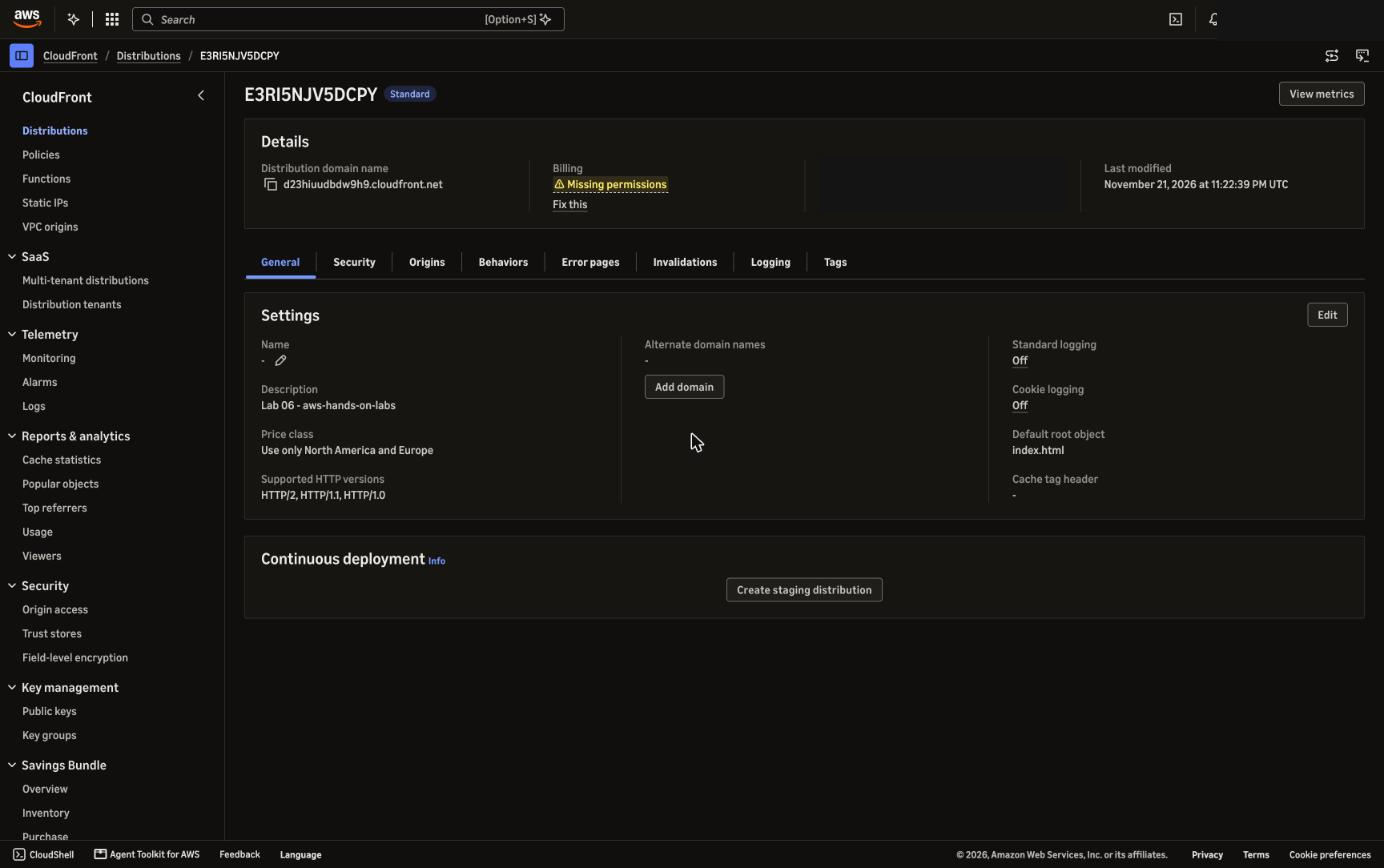 aws
Search [Option+S]
CloudFront / Distributions / E3RI5NJV5DCPY
CloudFront
Distributions
Policies
Functions
Static IPs
VPC origins
SaaS
Multi-tenant distributions
Distribution tenants
Telemetry
Monitoring
Alarms
Logs
Reports & analytics
Cache statistics
Popular objects
Top referrers
Usage
Viewers
Security
Origin access
Trust stores
Field-level encryption
Key management
Public keys
Key groups
Savings Bundle
Overview
Inventory
Purchase
E3RI5NJV5DCPY Standard
View metrics
Details
Distribution domain name
d23hiuudbdw9h9.cloudfront.net
Billing
Missing permissions
Fix this
Last modified
November 21, 2026 at 11:22:39 PM UTC
General Security Origins Behaviors Error pages Invalidations Logging Tags
Settings
Edit
Name
-
Description
Lab 06 - aws-hands-on-labs
Price class
Use only North America and Europe
Supported HTTP versions
HTTP/2, HTTP/1.1, HTTP/1.0
Alternate domain names
-
Add domain
Standard logging
Off
Cookie logging
Off
Default root object
index.html
Cache tag header
-
Continuous deployment Info
Create staging distribution
CloudShell Agent Toolkit for AWS Feedback Language © 2026, Amazon Web Services, Inc. or its affiliates. Privacy Terms Cookie preferences